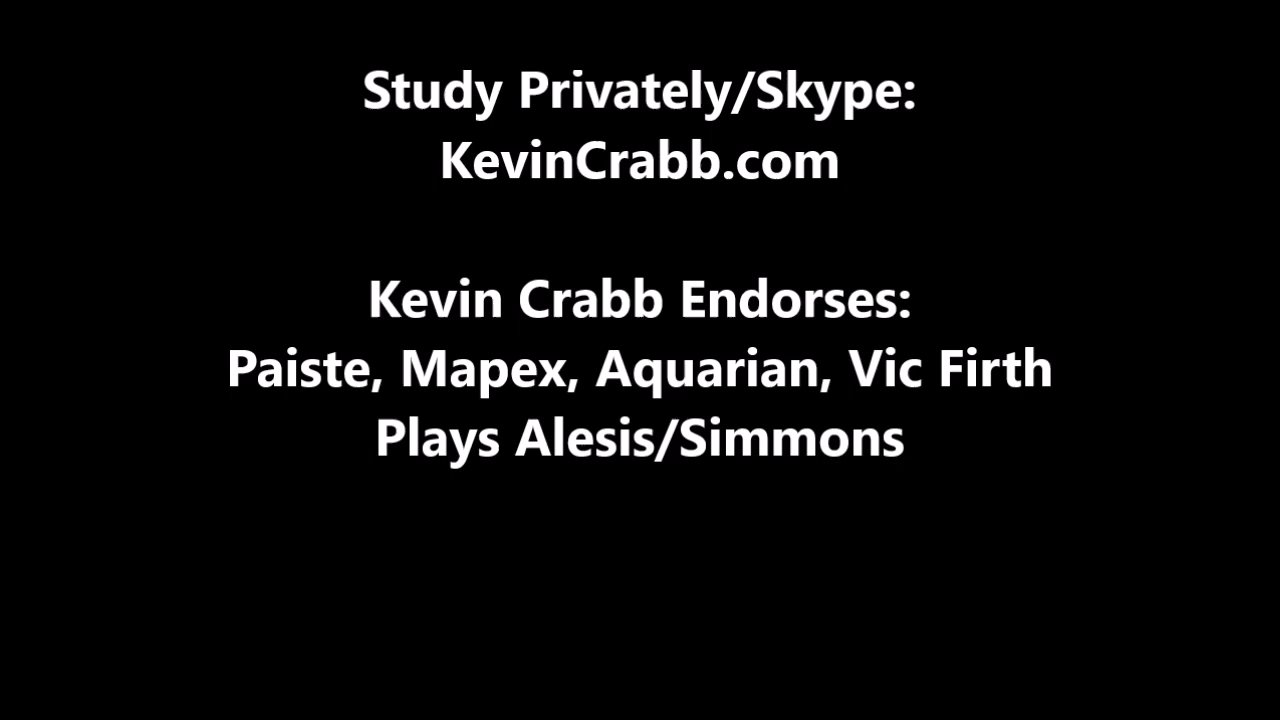 Study Privately/Skype:
KevinCrabb.com
Kevin Crabb Endorses:
Paiste, Mapex, Aquarian, Vic Firth
Plays Alesis/Simmons